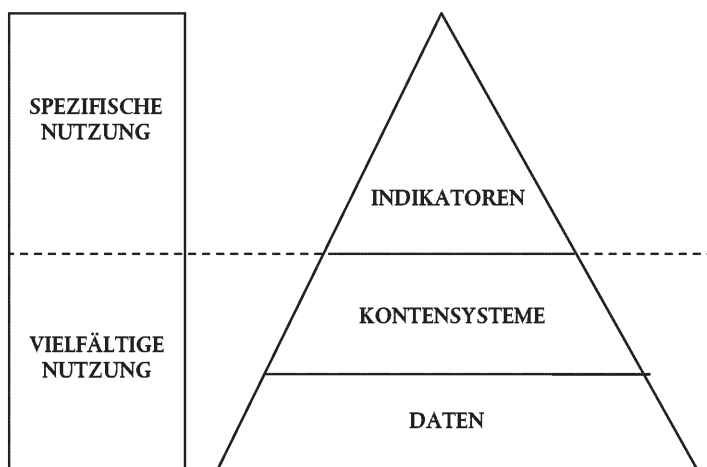 SPEZIFISCHE
NUTZUNG
INDIKATOREN
KONTENSYSTEME
VIELFÄLTIGE
NUTZUNG
DATEN